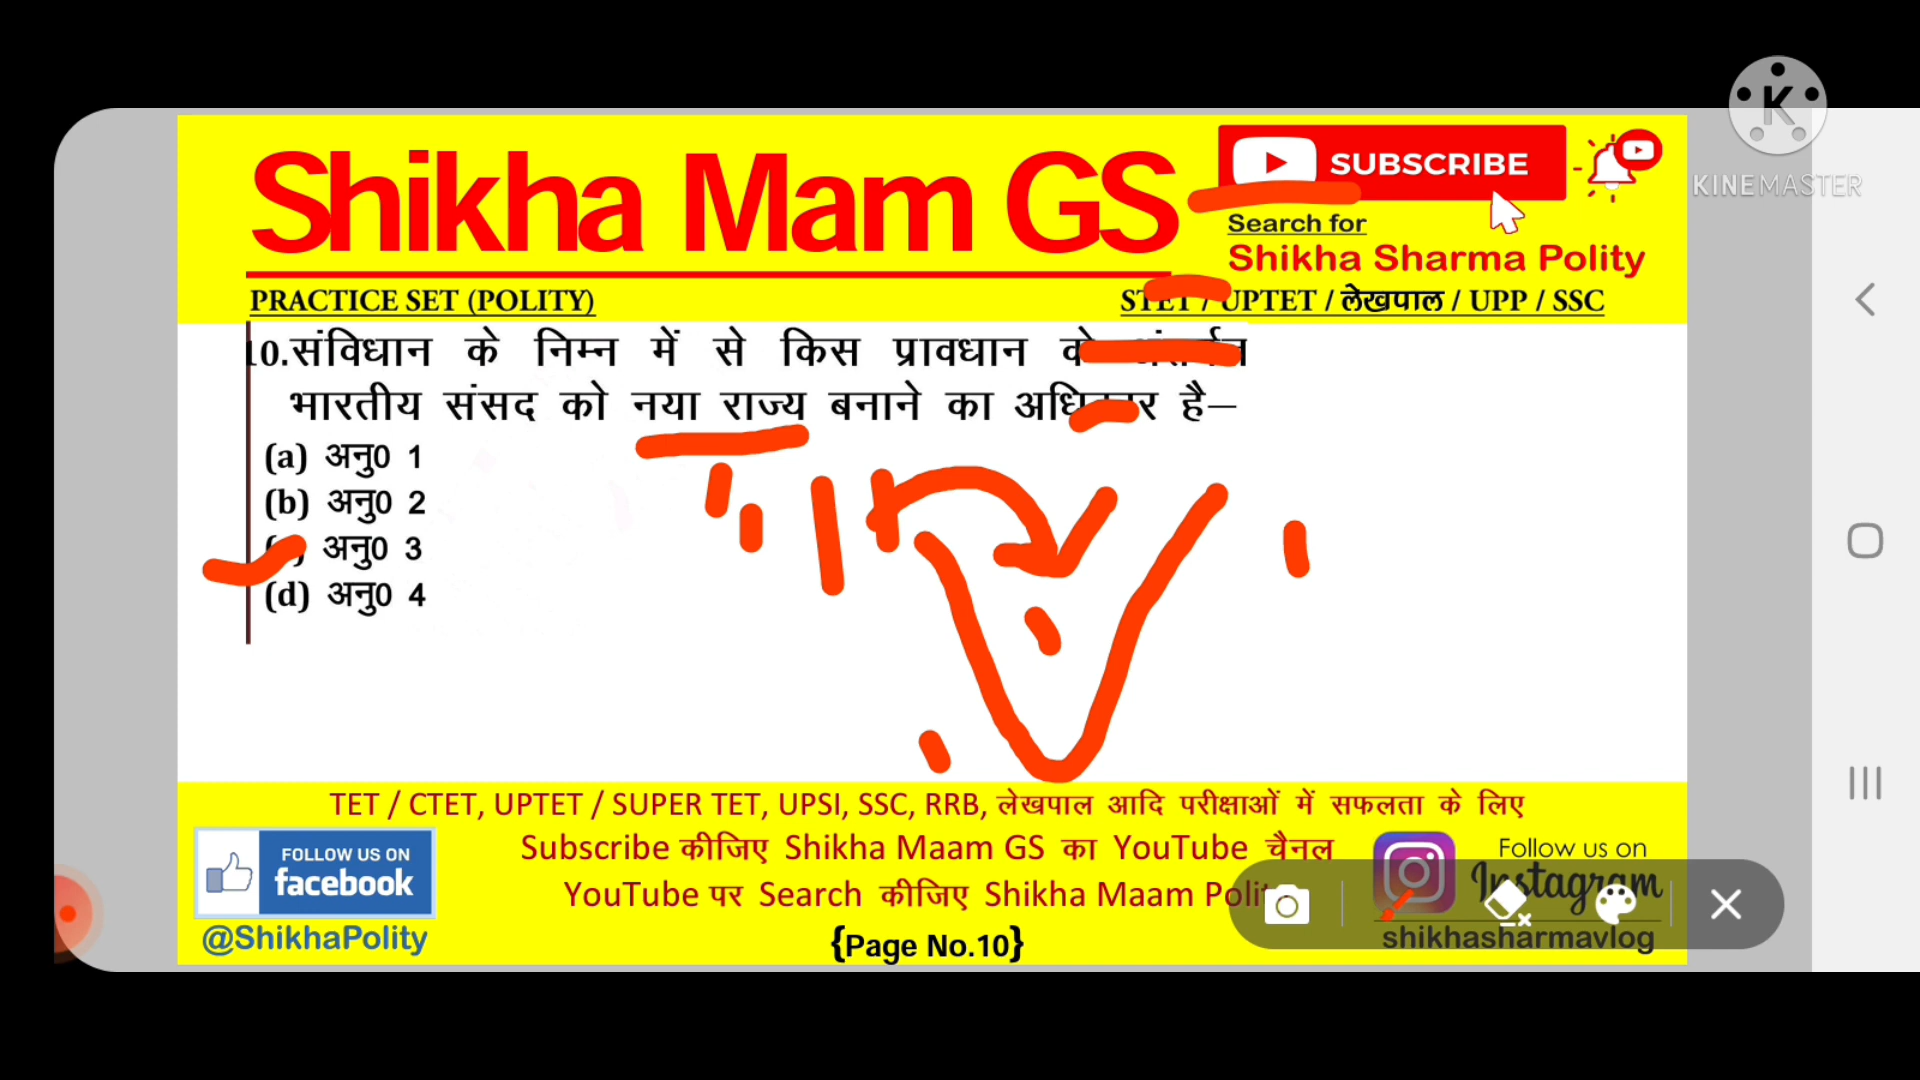 KINEMASTER
Shikha Mam GS
SUBSCRIBE
Search for
Shikha Sharma Polity
PRACTICE SET (POLITY)
STET / UPTET / लेखपाल / UPP / SSC
10.संविधान के निम्न में से किस प्रावधान
भारतीय संसद को नया राज्य बनाने का अधिकार है–
(a) अनु0 1
(b) अनु0 2
अनु0 3
(d) अनु0 4
TET / CTET, UPTET / SUPER TET, UPSI, SSC, RRB, लेखपाल आदि परीक्षाओं में सफलता के लिए
Subscribe कीजिए Shikha Maam GS का YouTube चैनल
YouTube पर Search कीजिए Shikha Maam
{Page No.10}
FOLLOW US ON
facebook
@ShikhaPolity
Follow us on
Instagram
shikhasharmavlog